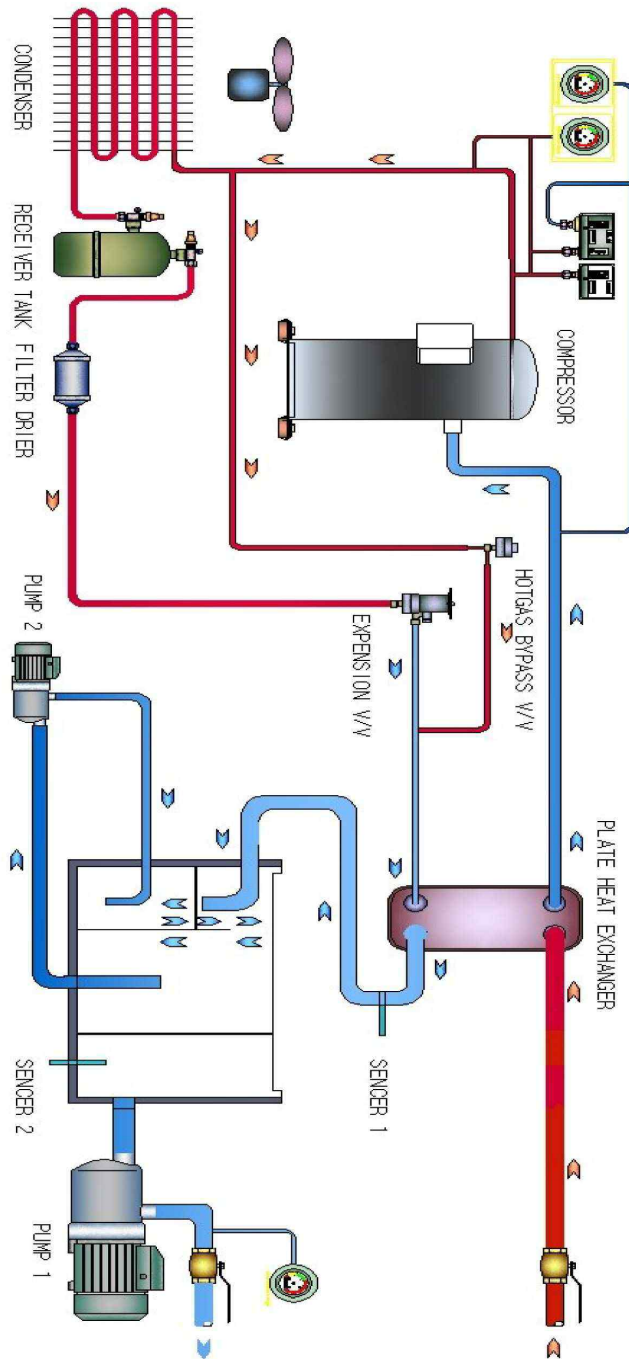 CONDENSER
RECEIVER TANK
FILTER DRIER
COMPRESSOR
HOTGAS BYPASS V/V
EXPENSION V/V
PUMP 2
PLATE HEAT EXCHANGER
SENCER 1
SENCER 2
PUMP 1